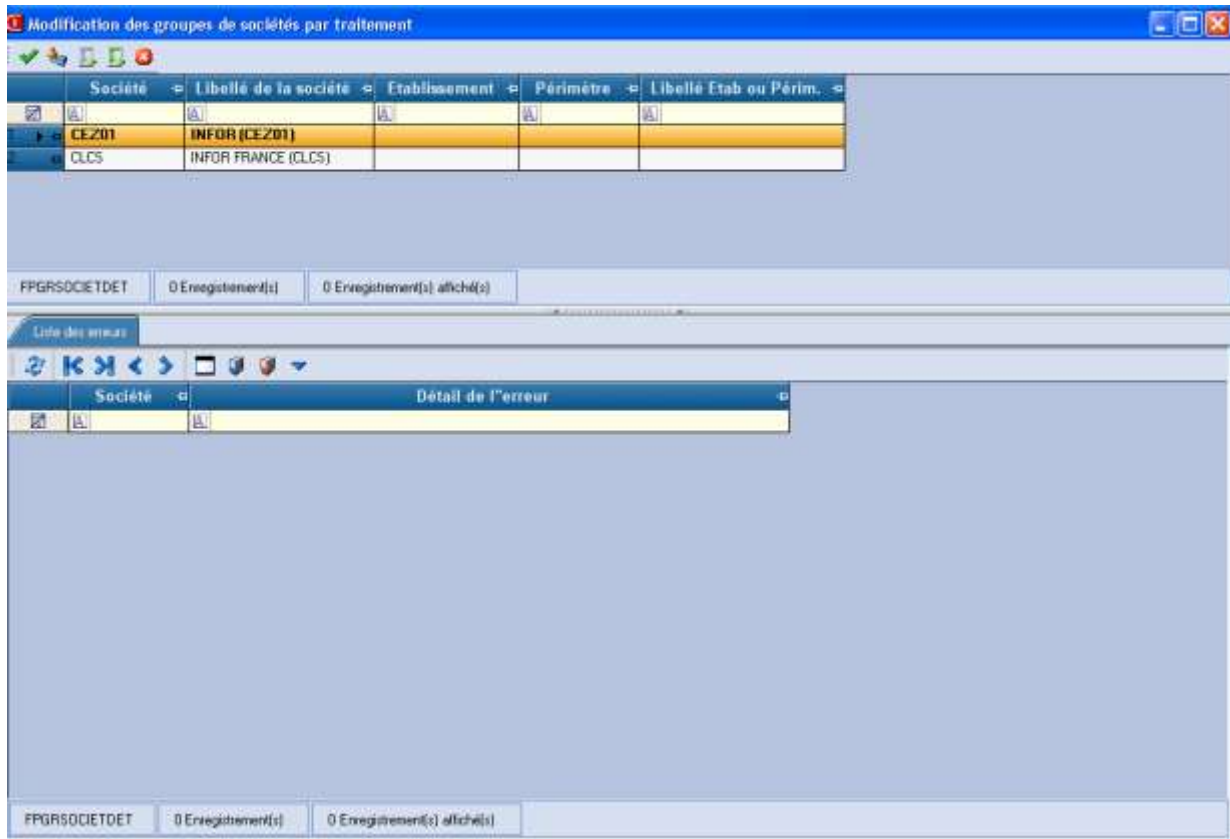 Modification des groupes de sociétés par traitement
Société Libellé de la société Etablissement Périmètre Libellé Etab ou Périm.
1 CEZ01 INFOR (CEZ01)
2 CLCS INFOR FRANCE (CLCS)
FPGRSOCIETDET 0 Enregistrement(s) 0 Enregistrement(s) affiché(s)
Liste des erreurs
Société Détail de l''erreur
FPGRSOCIETDET 0 Enregistrement(s) 0 Enregistrement(s) affiché(s)